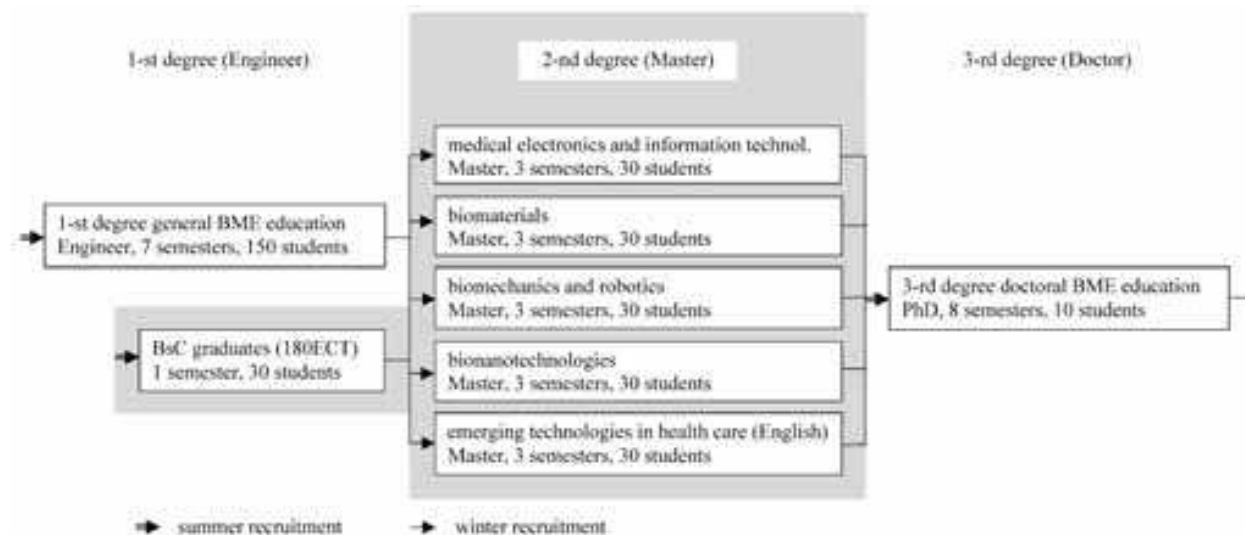 1-st degree (Engineer)
2-nd degree (Master)
3-rd degree (Doctor)
medical electronics and information technol.
Master, 3 semesters, 30 students
1-st degree general BME education
Engineer, 7 semesters, 150 students
biomaterials
Master, 3 semesters, 30 students
biomechanics and robotics
Master, 3 semesters, 30 students
3-rd degree doctoral BME education
PhD, 8 semesters, 10 students
BsC graduates (180ECT)
1 semester, 30 students
bionanotechnologies
Master, 3 semesters, 30 students
emerging technologies in health care (English)
Master, 3 semesters, 30 students
summer recruitment
winter recruitment